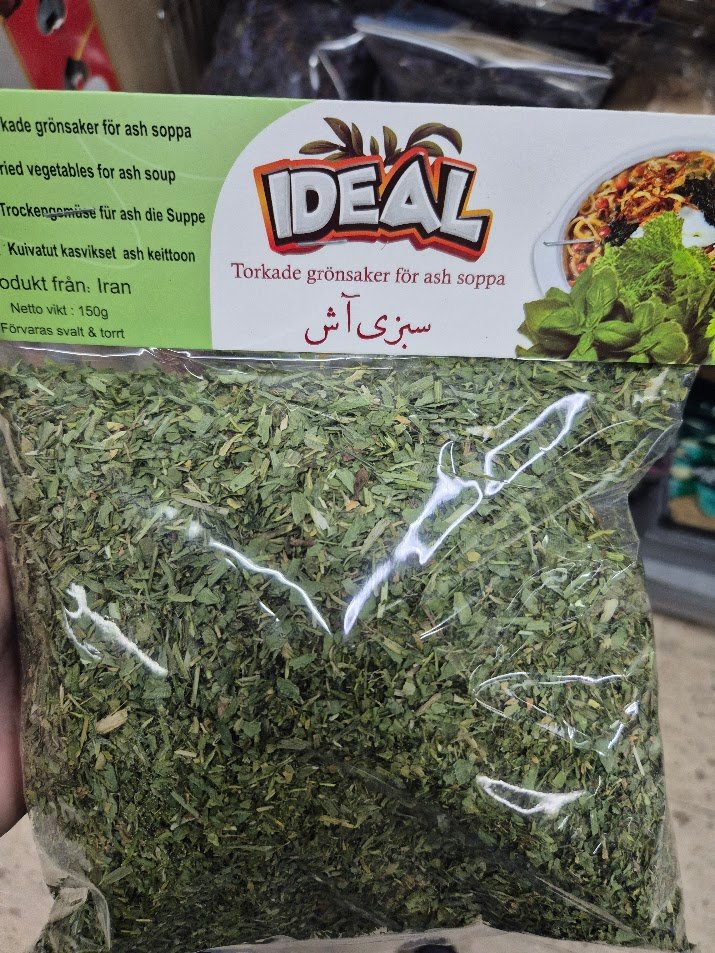 kade grönsaker för ash soppa
ried vegetables for ash soup
Trockengemüse für ash die Suppe
Kuivatut kasvikset ash keittoon
odukt från: Iran
Netto vikt : 150g
Förvaras svalt & torrt
IDEAL
Torkade grönsaker för ash soppa
سبزی آش